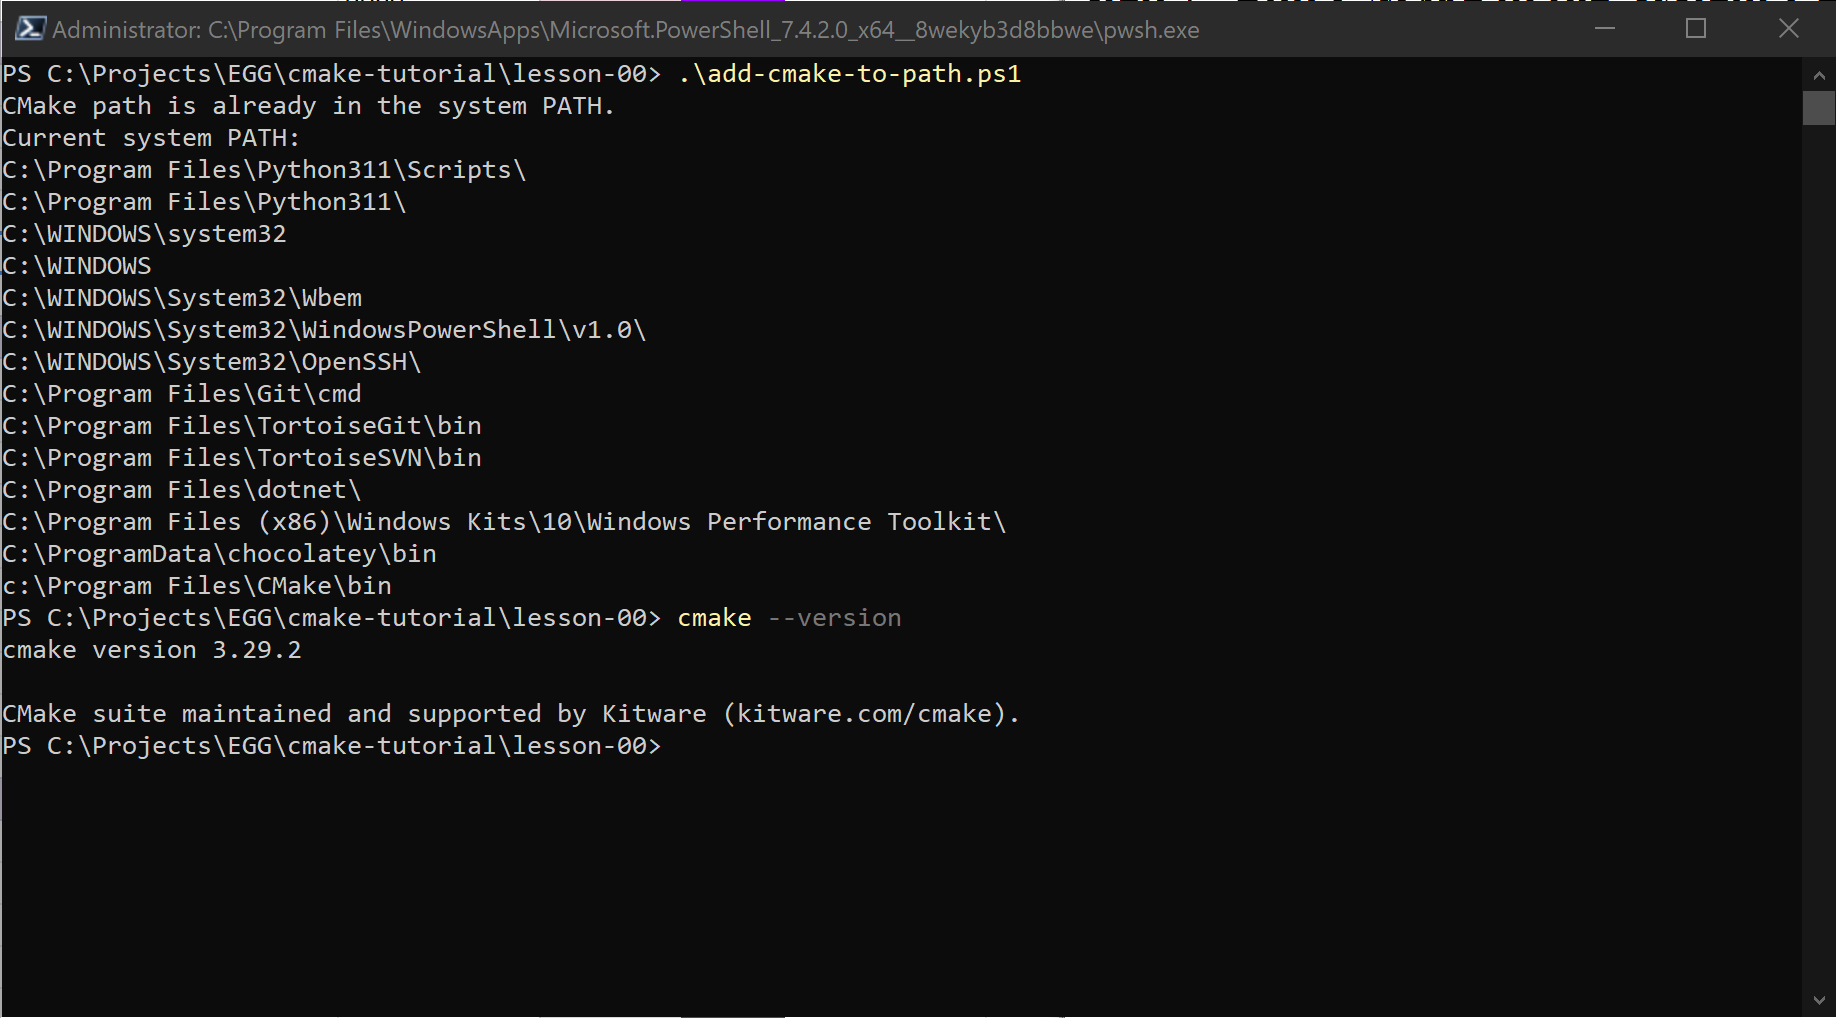 Administrator: C:\Program Files\WindowsApps\Microsoft.PowerShell_7.4.2.0_x64__8wekyb3d8bbwe\pwsh.exe
PS C:\Projects\EGG\cmake-tutorial\lesson-00> .\add-cmake-to-path.ps1
CMake path is already in the system PATH.
Current system PATH:
C:\Program Files\Python311\Scripts\
C:\Program Files\Python311\
C:\WINDOWS\system32
C:\WINDOWS
C:\WINDOWS\System32\Wbem
C:\WINDOWS\System32\WindowsPowerShell\v1.0\
C:\WINDOWS\System32\OpenSSH\
C:\Program Files\Git\cmd
C:\Program Files\TortoiseGit\bin
C:\Program Files\TortoiseSVN\bin
C:\Program Files\dotnet\
C:\Program Files (x86)\Windows Kits\10\Windows Performance Toolkit\
C:\ProgramData\chocolatey\bin
c:\Program Files\CMake\bin
PS C:\Projects\EGG\cmake-tutorial\lesson-00> cmake --version
cmake version 3.29.2

CMake suite maintained and supported by Kitware (kitware.com/cmake).
PS C:\Projects\EGG\cmake-tutorial\lesson-00>